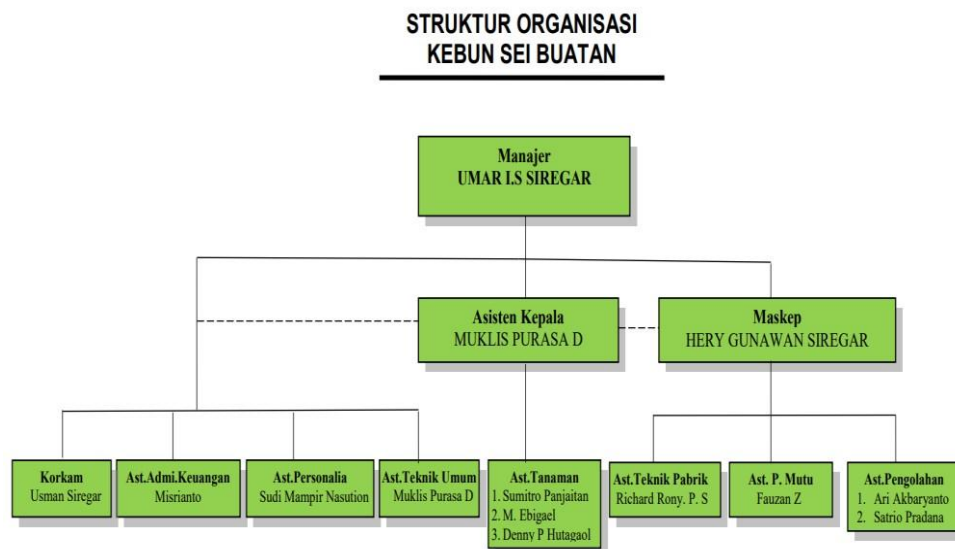 STRUKTUR ORGANISASI
KEBUN SEI BUATAN
Manajer
UMAR I.S SIREGAR
Asisten Kepala
MUKLIS PURASA D
Maskep
HERY GUNAWAN SIREGAR
Korkam
Usman Siregar
Ast.Admi.Keuangan
Misrianto
Ast.Personalia
Sudi Mampir Nasution
Ast.Teknik Umum
Muklis Purasa D
Ast.Tanaman
1. Sumitro Panjaitan
2. M. Ebigael
3. Denny P Hutagaol
Ast.Teknik Pabrik
Richard Rony. P. S
Ast. P. Mutu
Fauzan Z
Ast.Pengolahan
1. Ari Akbaryanto
2. Satrio Pradana